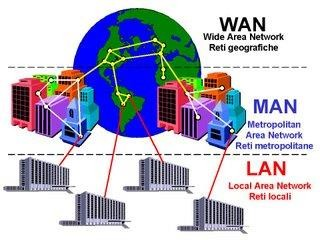 WAN
Wide Area Network
Reti geografiche
MAN
Metropolitan
Area Network
Reti metropolitane
LAN
Local Area Network
Reti locali